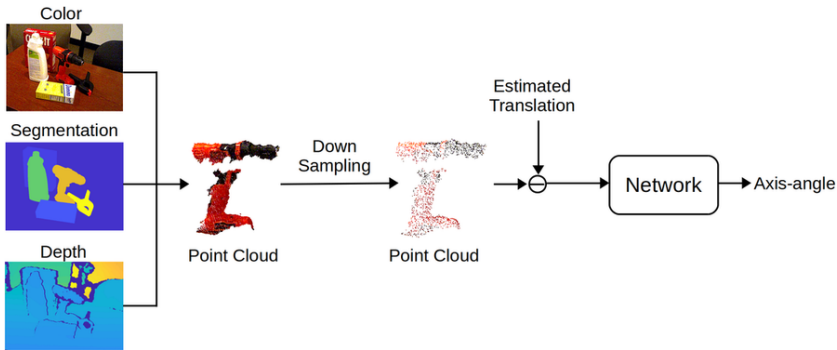 Color
Segmentation
Depth
Point Cloud
Down
Sampling
Point Cloud
Estimated
Translation
Network
Axis-angle